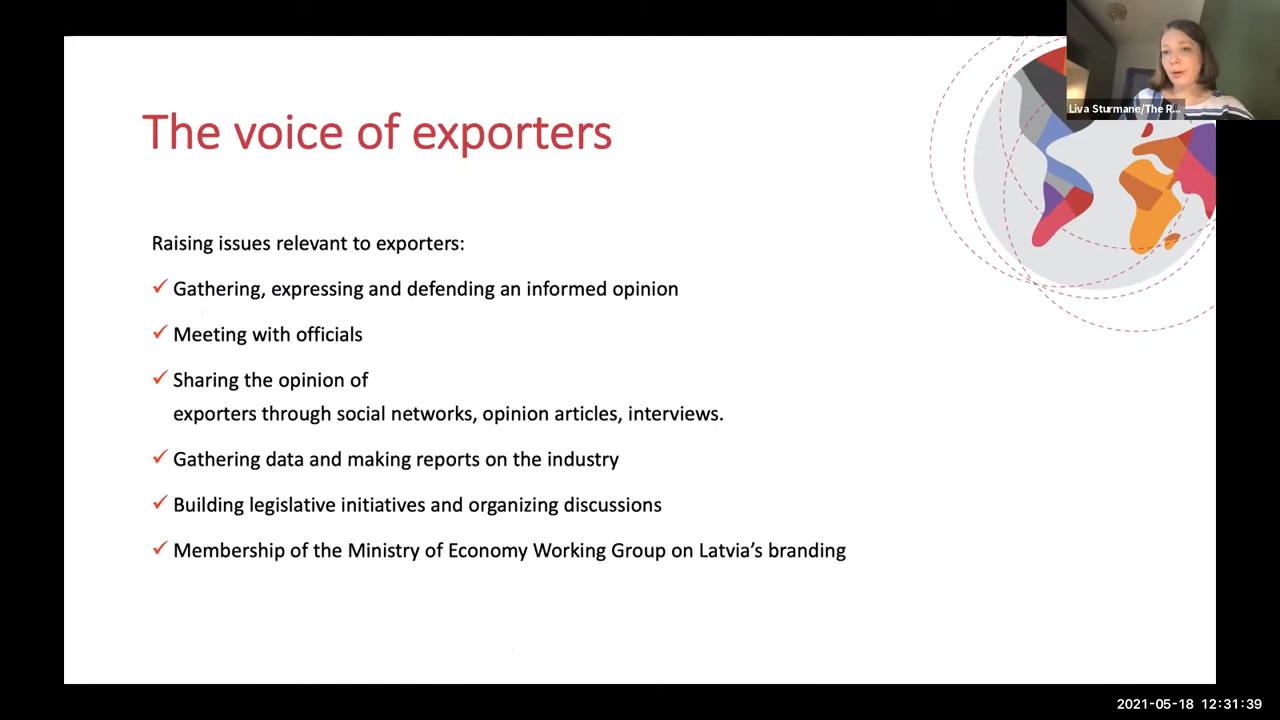 Liva Sturmane/The R...
The voice of exporters
Raising issues relevant to exporters:
✓ Gathering, expressing and defending an informed opinion
✓ Meeting with officials
✓ Sharing the opinion of
exporters through social networks, opinion articles, interviews.
✓ Gathering data and making reports on the industry
✓ Building legislative initiatives and organizing discussions
✓ Membership of the Ministry of Economy Working Group on Latvia’s branding
2021-05-18 12:31:39